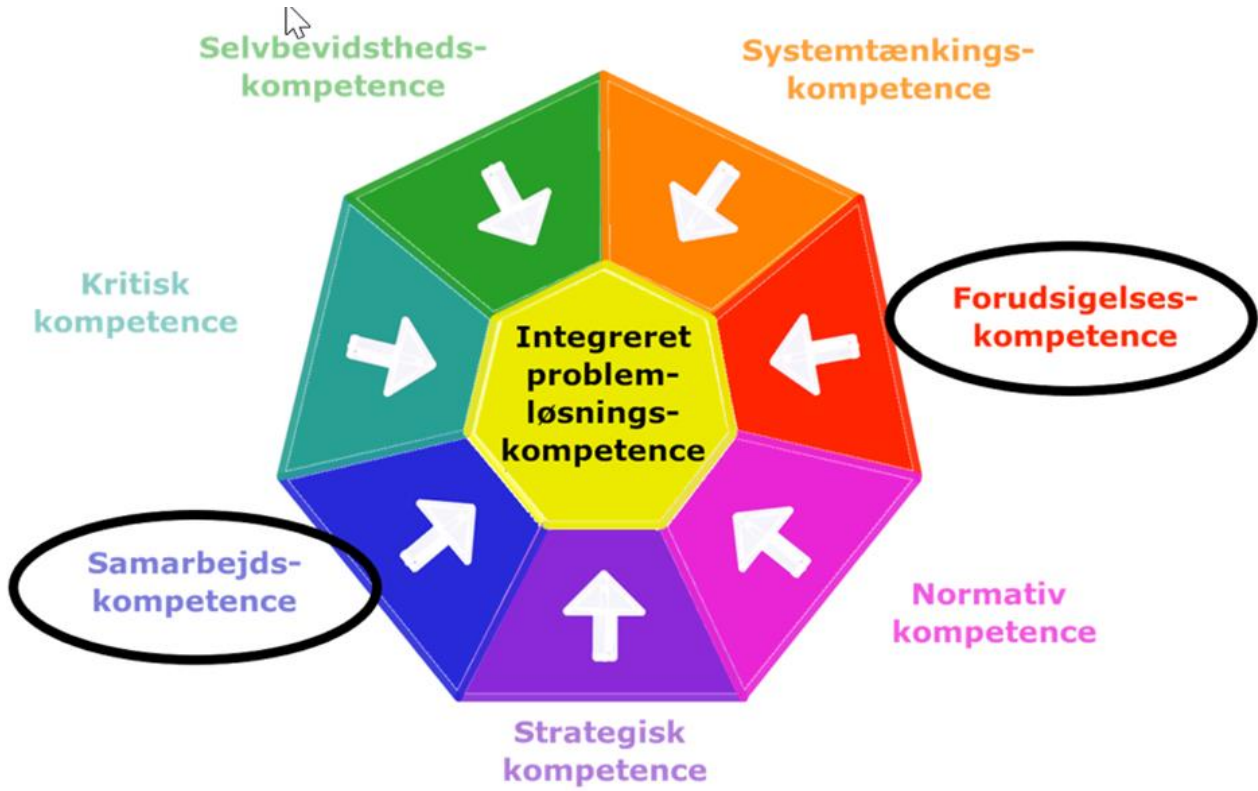 Selvbevidstheds-
kompetence
Systemtænkings-
kompetence
Kritisk
kompetence
Forudsigelses-
kompetence
Integreret
problem-
løsnings-
kompetence
Samarbejds-
kompetence
Normativ
kompetence
Strategisk
kompetence